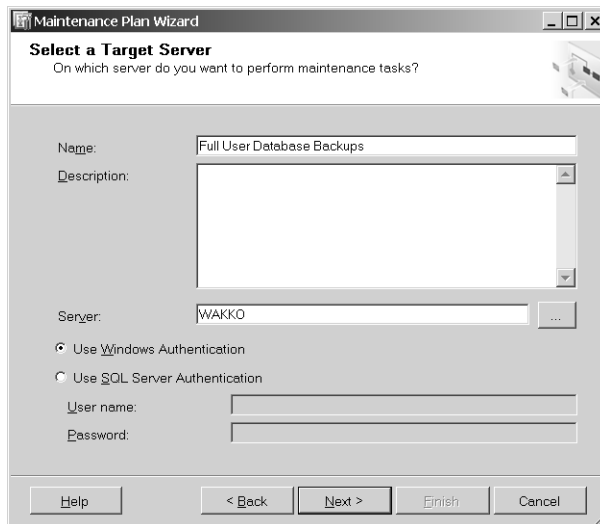 Maintenance Plan Wizard
Select a Target Server
On which server do you want to perform maintenance tasks?
Name: Full User Database Backups
Description:
Server: WAKKO ...
Use Windows Authentication
Use SQL Server Authentication
User name:
Password:
Help < Back Next > Finish Cancel